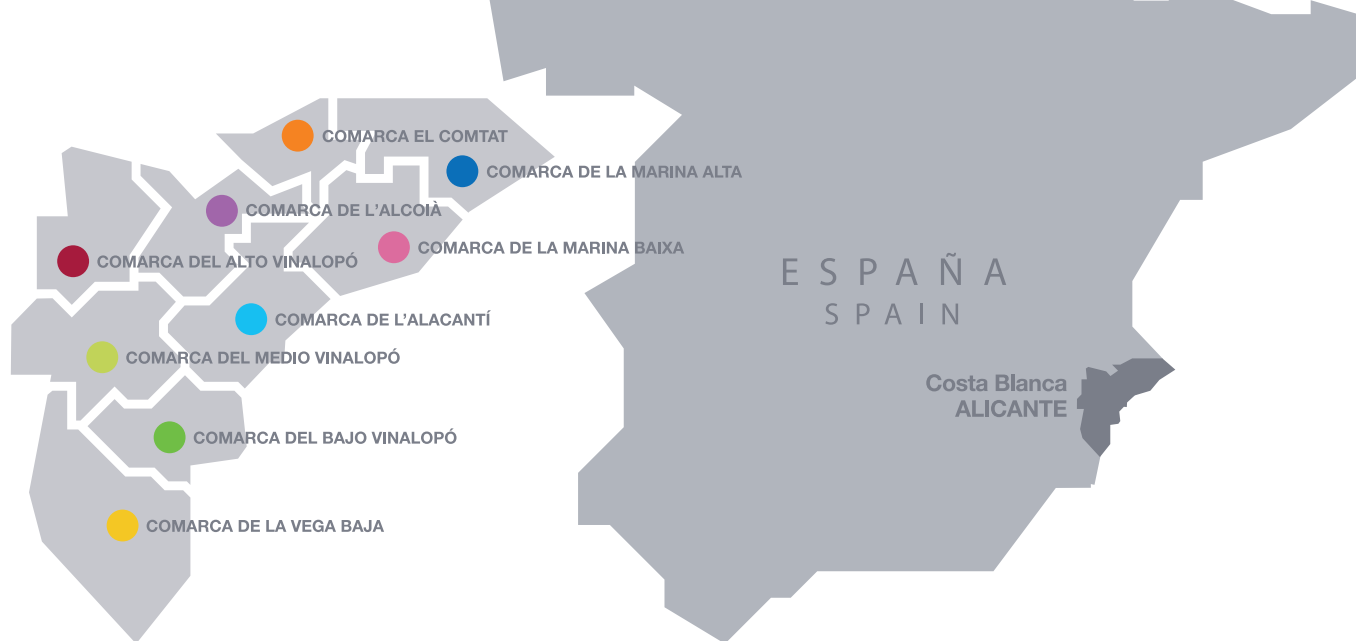 COMARCA EL COMTAT
COMARCA DE LA MARINA ALTA
COMARCA DE L’ALCOIÀ
COMARCA DE LA MARINA BAIXA
COMARCA DEL ALTO VINALOPÓ
COMARCA DE L’ALACANTÍ
COMARCA DEL MEDIO VINALOPÓ
COMARCA DEL BAJO VINALOPÓ
COMARCA DE LA VEGA BAJA
ESPAÑA
SPAIN
Costa Blanca
ALICANTE